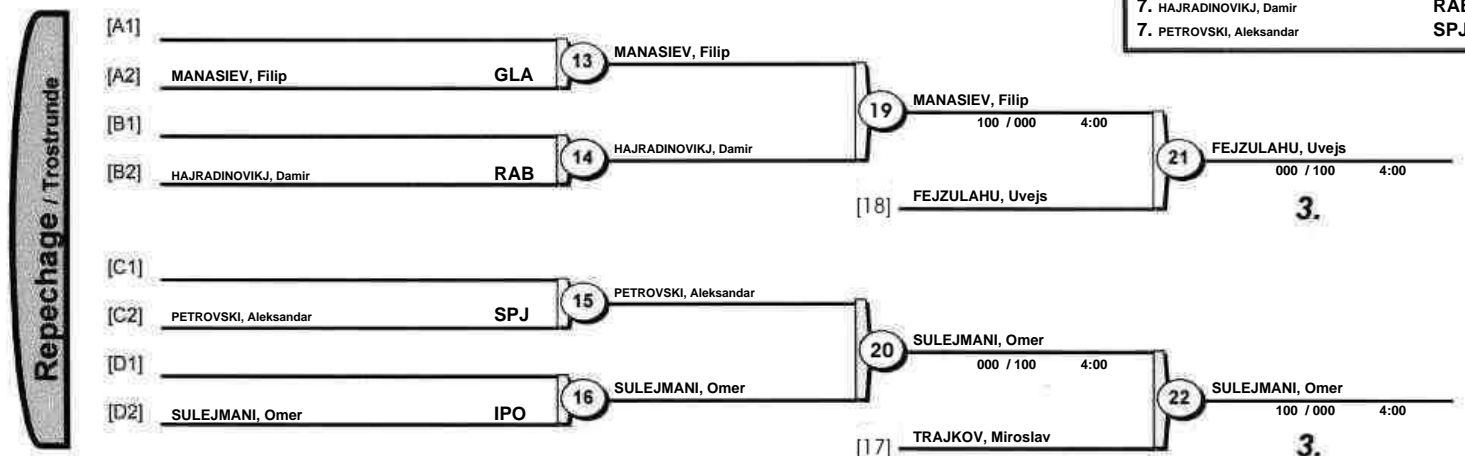 7. HAJRADINOVIKJ, Damir RAB
7. PETROVSKI, Aleksandar SPJ
Repechage / Trostrunde
[A1]
[A2] MANASIEV, Filip GLA
13 MANASIEV, Filip
[B1]
[B2] HAJRADINOVIKJ, Damir RAB
14 HAJRADINOVIKJ, Damir
19 MANASIEV, Filip
100 / 000 4:00
[18] FEJZULAHU, Uvejs
21 FEJZULAHU, Uvejs
000 / 100 4:00
3.
[C1]
[C2] PETROVSKI, Aleksandar SPJ
15 PETROVSKI, Aleksandar
[D1]
[D2] SULEJMANI, Omer IPO
16 SULEJMANI, Omer
20 SULEJMANI, Omer
000 / 100 4:00
[17] TRAJKOV, Miroslav
22 SULEJMANI, Omer
100 / 000 4:00
3.